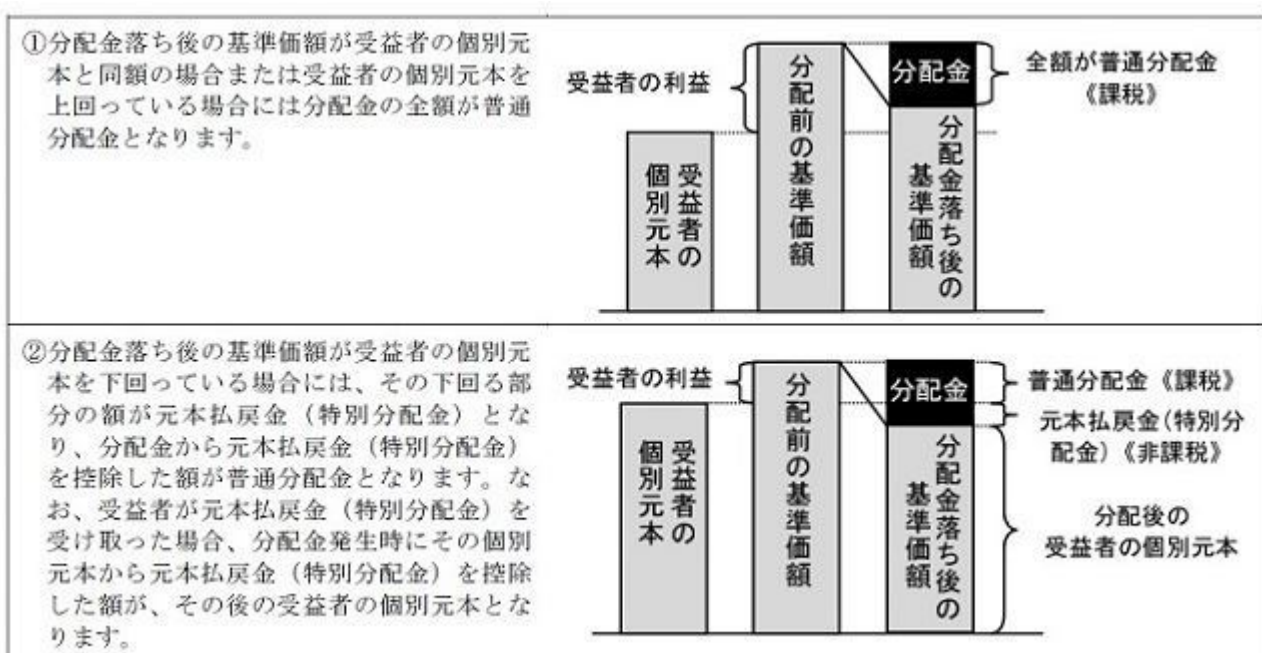 ①分配金落ち後の基準価額が受益者の個別元
本と同額の場合または受益者の個別元本を
上回っている場合には分配金の全額が普通
分配金となります。
受益者の利益
受益者の
個別元本
分配前の基準価額
分配金
分配金落ち後の
基準価額
全額が普通分配金
《課税》
②分配金落ち後の基準価額が受益者の個別元
本を下回っている場合には、その下回る部
分の額が元本払戻金（特別分配金）とな
り、分配金から元本払戻金（特別分配金）
を控除した額が普通分配金となります。な
お、受益者が元本払戻金（特別分配金）を
受け取った場合、分配金発生時にその個別
元本から元本払戻金（特別分配金）を控除
した額が、その後の受益者の個別元本とな
ります。
受益者の利益
受益者の
個別元本
分配前の基準価額
分配金
分配金落ち後の
基準価額
普通分配金《課税》
元本払戻金（特別分
配金）《非課税》
分配後の
受益者の個別元本